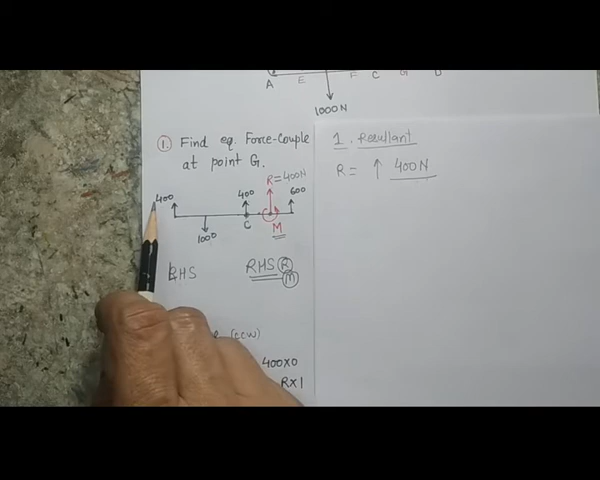 A E F C G D
1000 N
1. Find eq. Force-Couple
at point G.
R = 400N
400 400 600
1000 C M
RHS RHS R
M
(CCW)
400X0
RX1
1. Resultant
R = ↑ 400 N